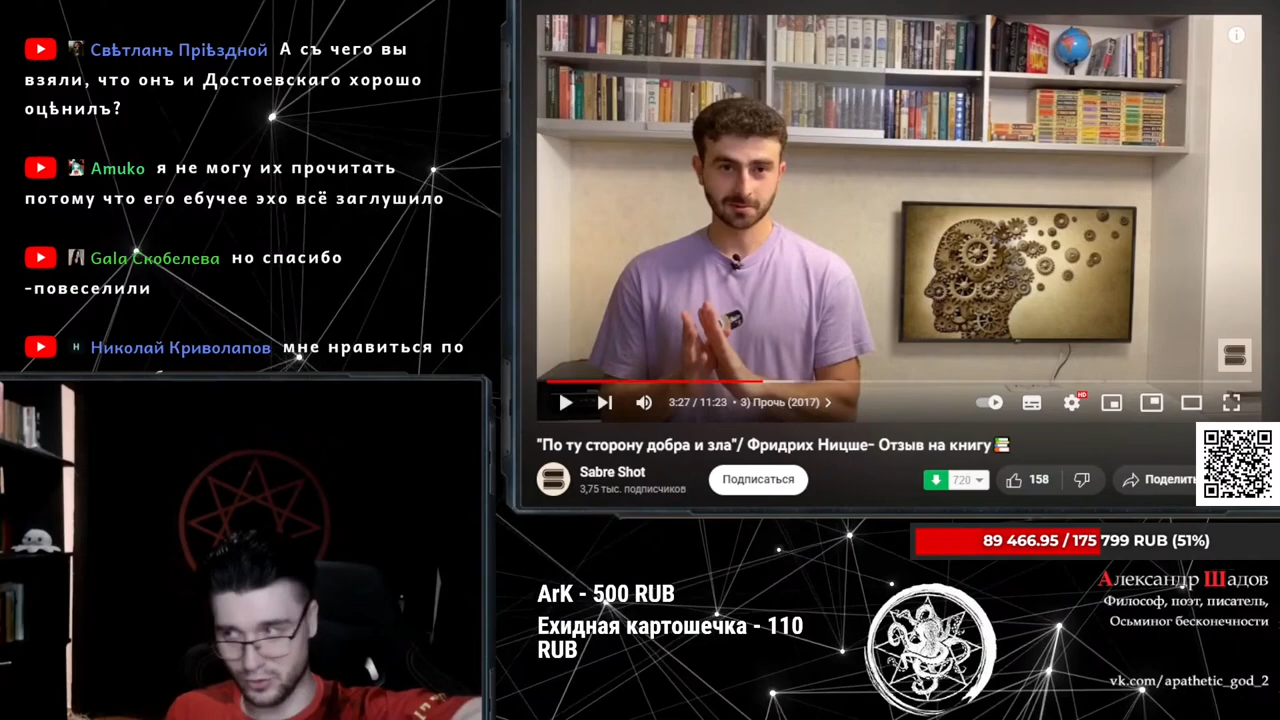 Свѣтланъ Пріѣздной А съ чего вы
взяли, что онъ и Достоевскаго хорошо
оцѣнилъ?
Amuko я не могу их прочитать
потому что его ебучее эхо всё заглушило
Gala Скобелева но спасибо
-повеселили
Н Николай Криволапов мне нравиться по
3:27 / 11:23 • 3) Прочь (2017)
HD
"По ту сторону добра и зла"/ Фридрих Ницше- Отзыв на книгу
Sabre Shot
3,75 тыс. подписчиков
Подписаться
720
158
Поделить
89 466.95 / 175 799 RUB (51%)
ArK - 500 RUB
Ехидная картошечка - 110
RUB
Александр Шадов
Философ, поэт, писатель,
Осьминог бесконечности
vk.com/apathetic_god_2